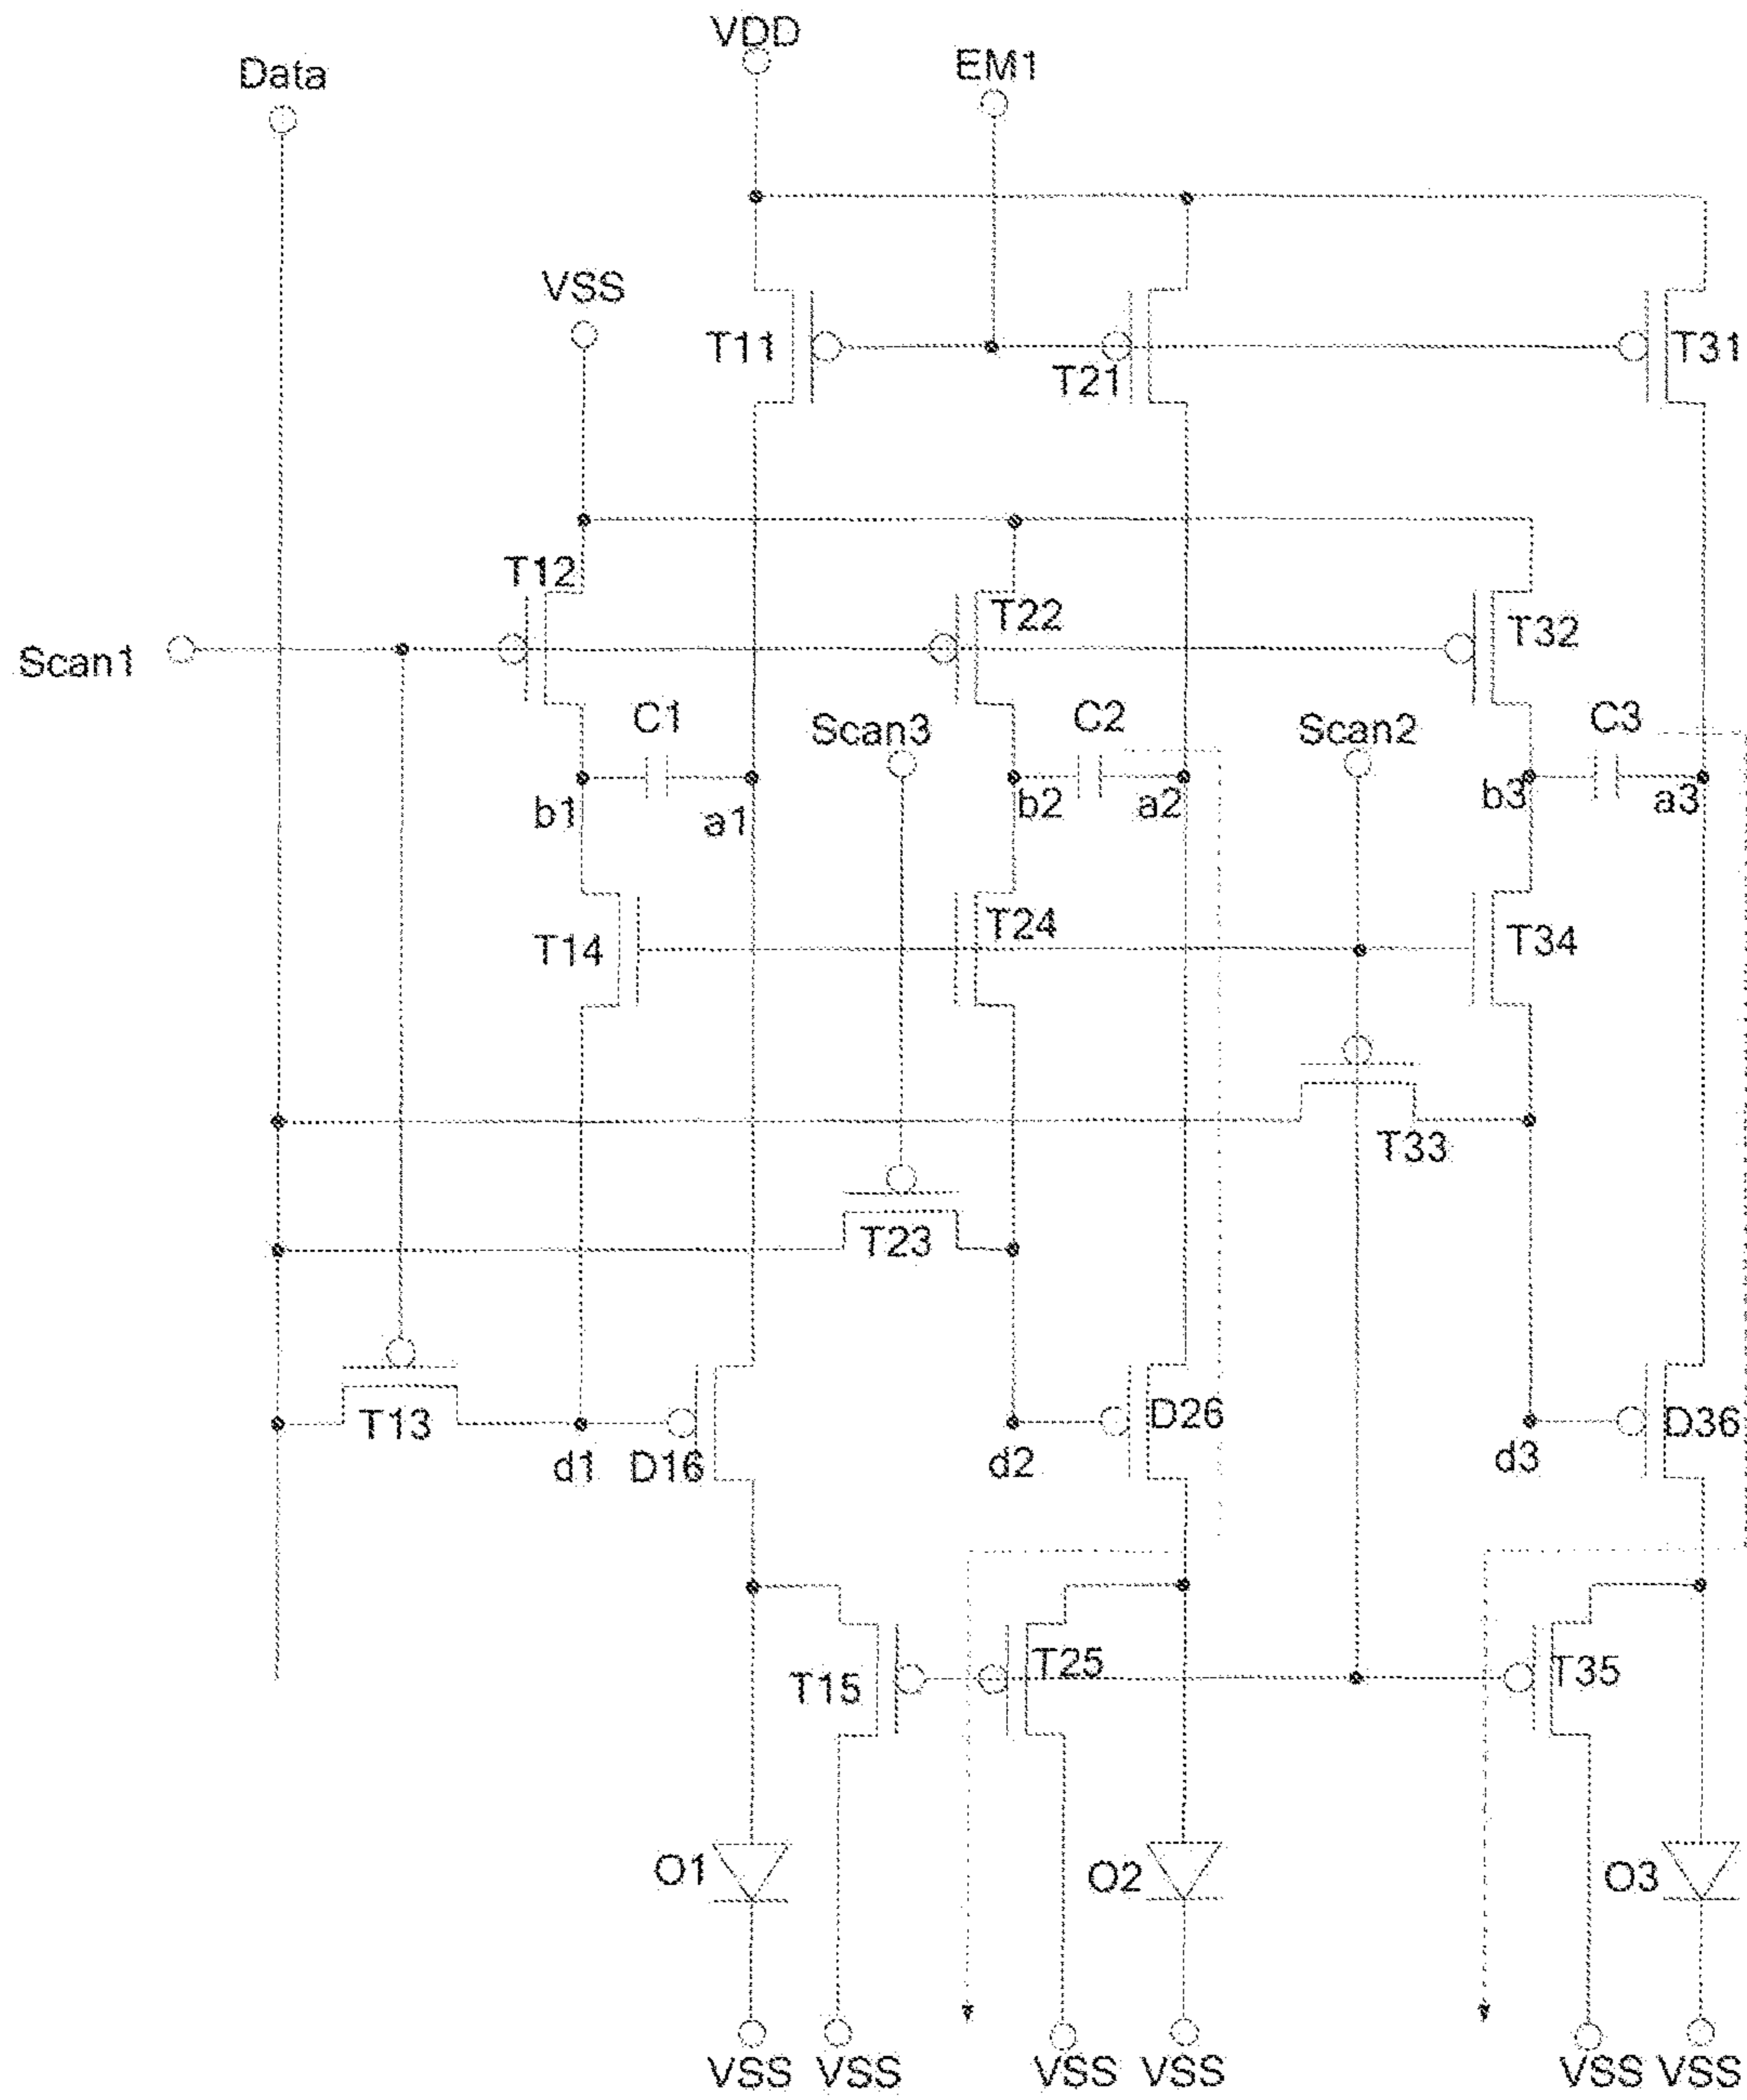 VDD
Data
EM1
VSS
T11
T21
T31
T12
T22
T32
Scan1
C1
Scan3
C2
Scan2
C3
b1
a1
b2
a2
b3
a3
T14
T24
T34
T33
T23
T13
d1
D16
d2
D26
d3
D36
T15
T25
T35
O1
O2
O3
VSS
VSS
VSS
VSS
VSS
VSS